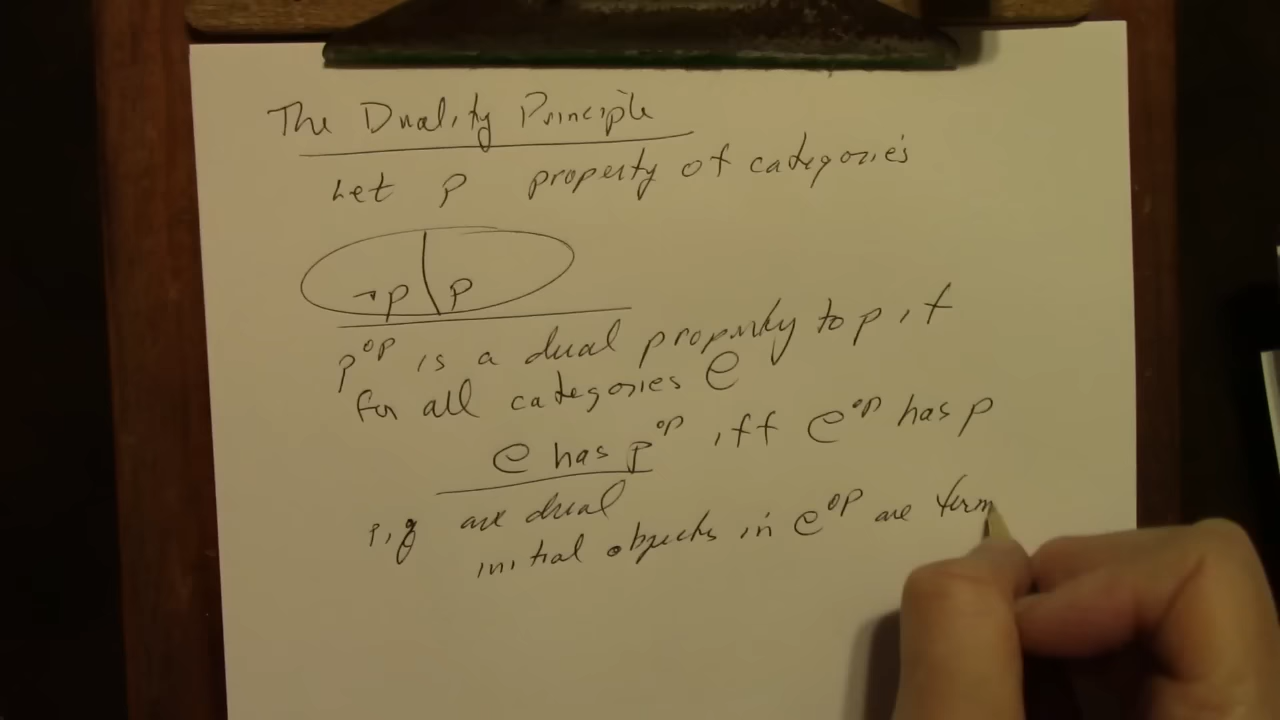 The Duality Principle
Let P property of categories
¬P P
P^op is a dual property to P if
for all categories C
C has P^op iff C^op has P
P, q are dual
initial objects in C^op are term